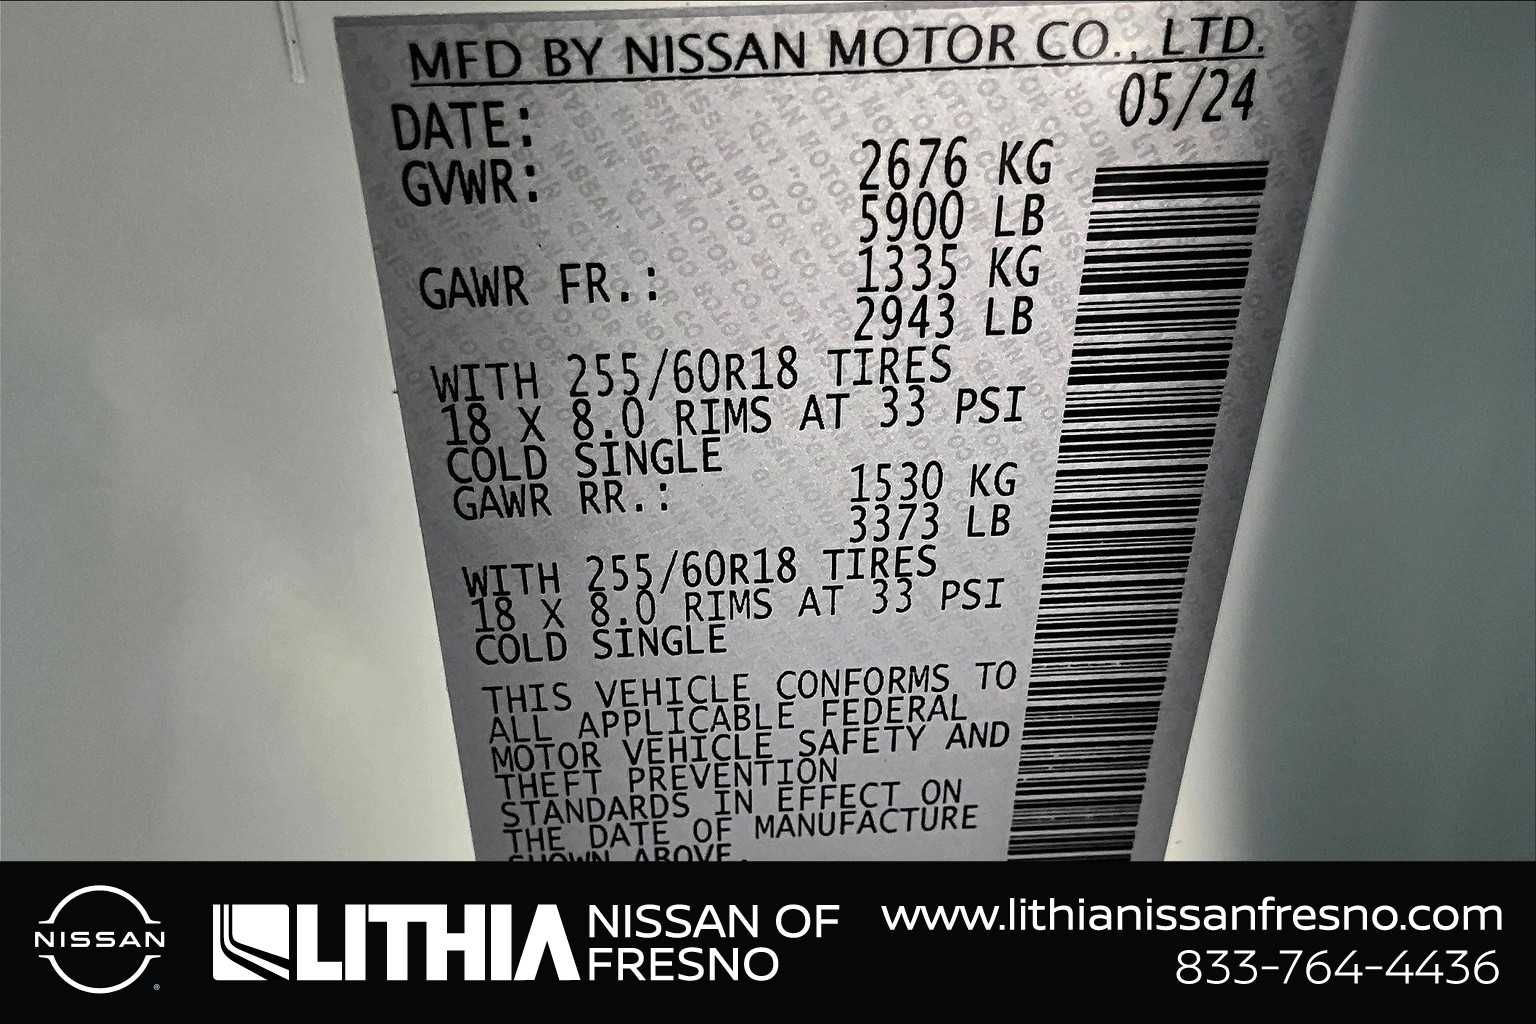 MFD BY NISSAN MOTOR CO., LTD.
DATE: 05/24
GVWR: 2676 KG
5900 LB
GAWR FR.: 1335 KG
2943 LB
WITH 255/60R18 TIRES
18 X 8.0 RIMS AT 33 PSI
COLD SINGLE
GAWR RR.: 1530 KG
3373 LB
WITH 255/60R18 TIRES
18 X 8.0 RIMS AT 33 PSI
COLD SINGLE
THIS VEHICLE CONFORMS TO
ALL APPLICABLE FEDERAL
MOTOR VEHICLE SAFETY AND
THEFT PREVENTION
STANDARDS IN EFFECT ON
THE DATE OF MANUFACTURE
SHOWN ABOVE.
NISSAN
LITHIA
NISSAN OF
FRESNO
www.lithianissanfresno.com
833-764-4436